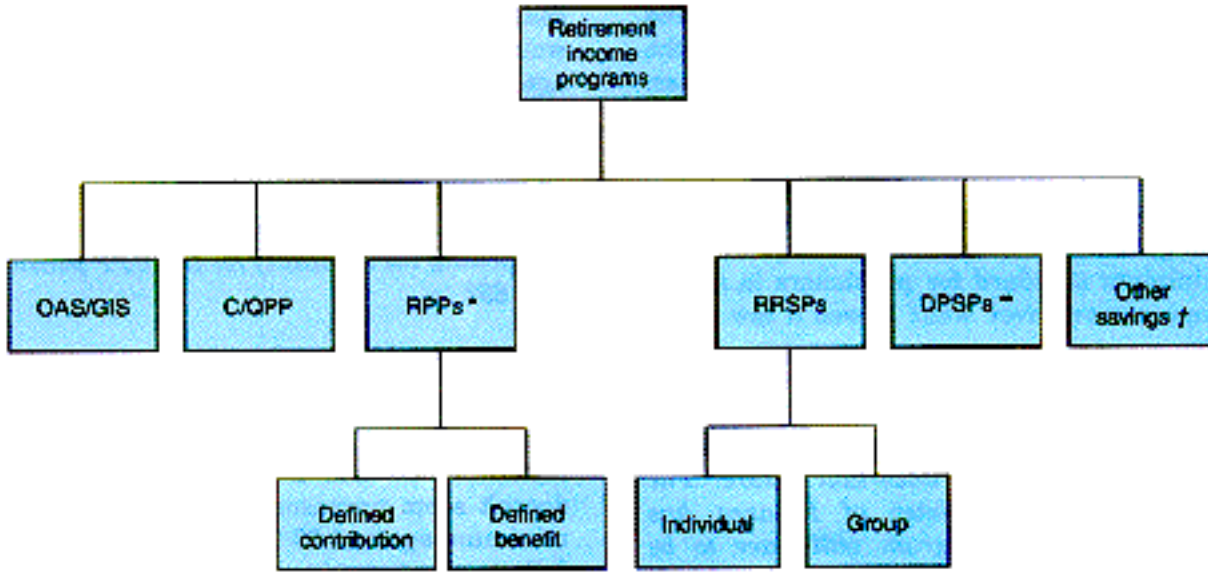 Retirement
income
programs
OAS/GIS
C/QPP
RPPs *
RRSPs
DPSPs **
Other
savings †
Defined
contribution
Defined
benefit
Individual
Group